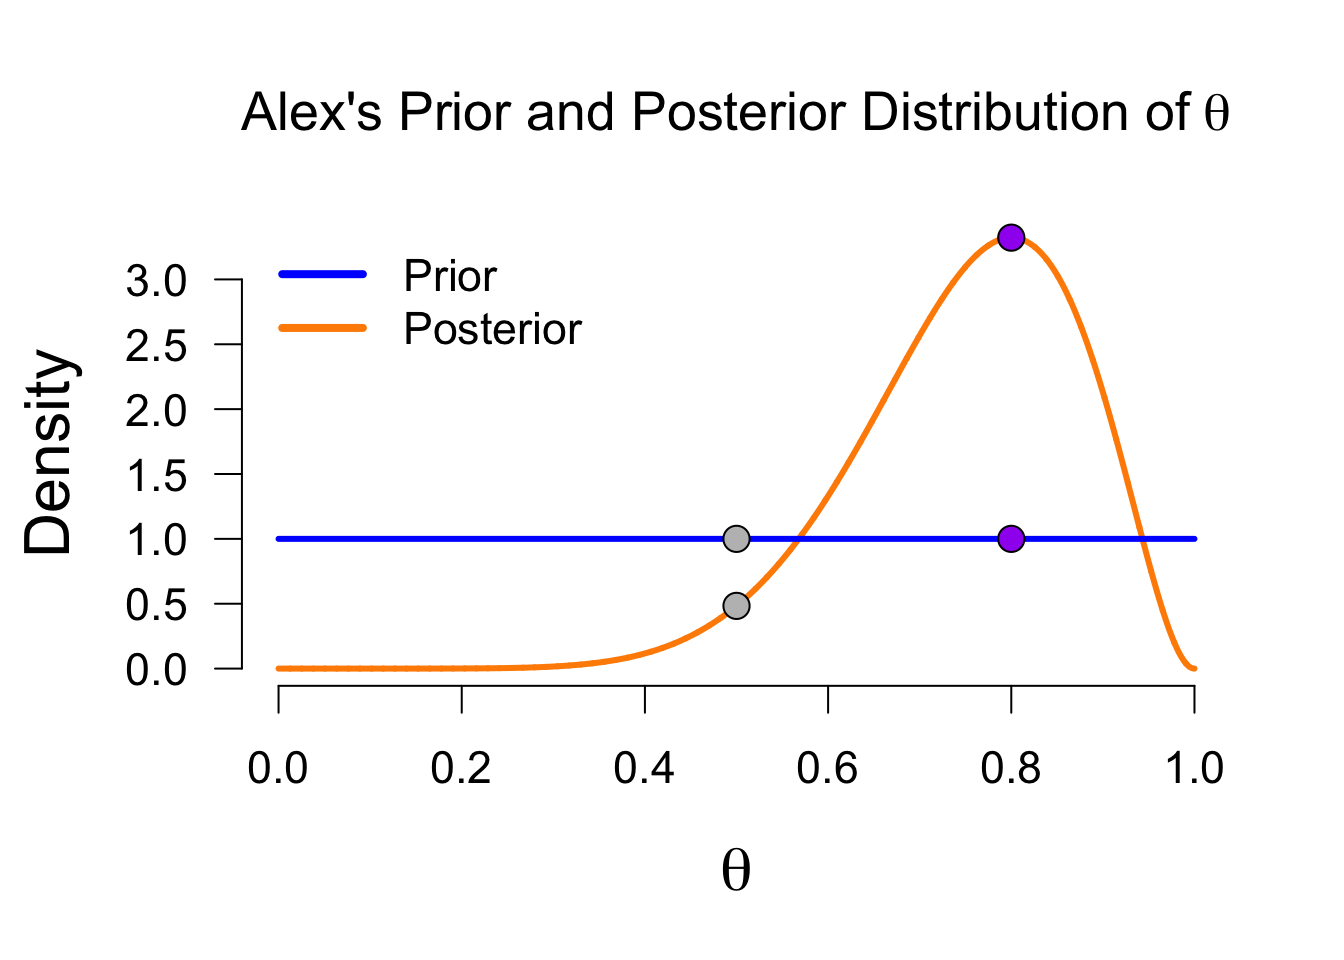 Alex's Prior and Posterior Distribution of θ
Prior
Posterior
Density
3.0
2.5
2.0
1.5
1.0
0.5
0.0
0.0 0.2 0.4 0.6 0.8 1.0
θ